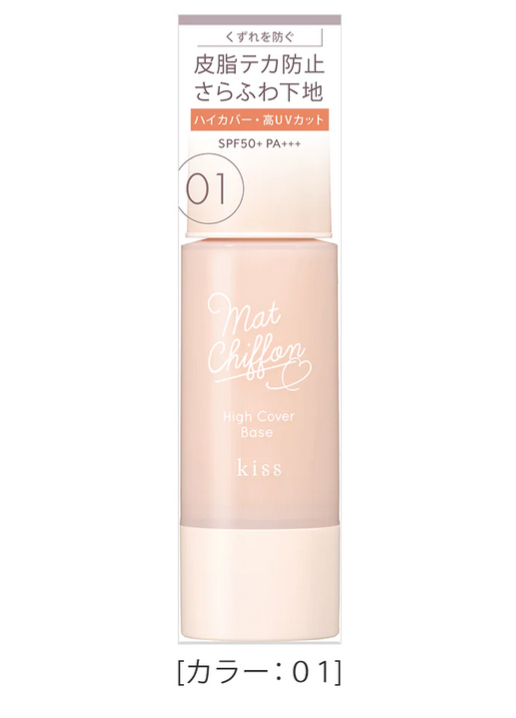 くずれを防ぐ
皮脂テカ防止
さらふわ下地
ハイカバー・高UVカット
SPF50+ PA+++
01
Mat
Chiffon
High Cover
Base
kiss
[カラー：０１]